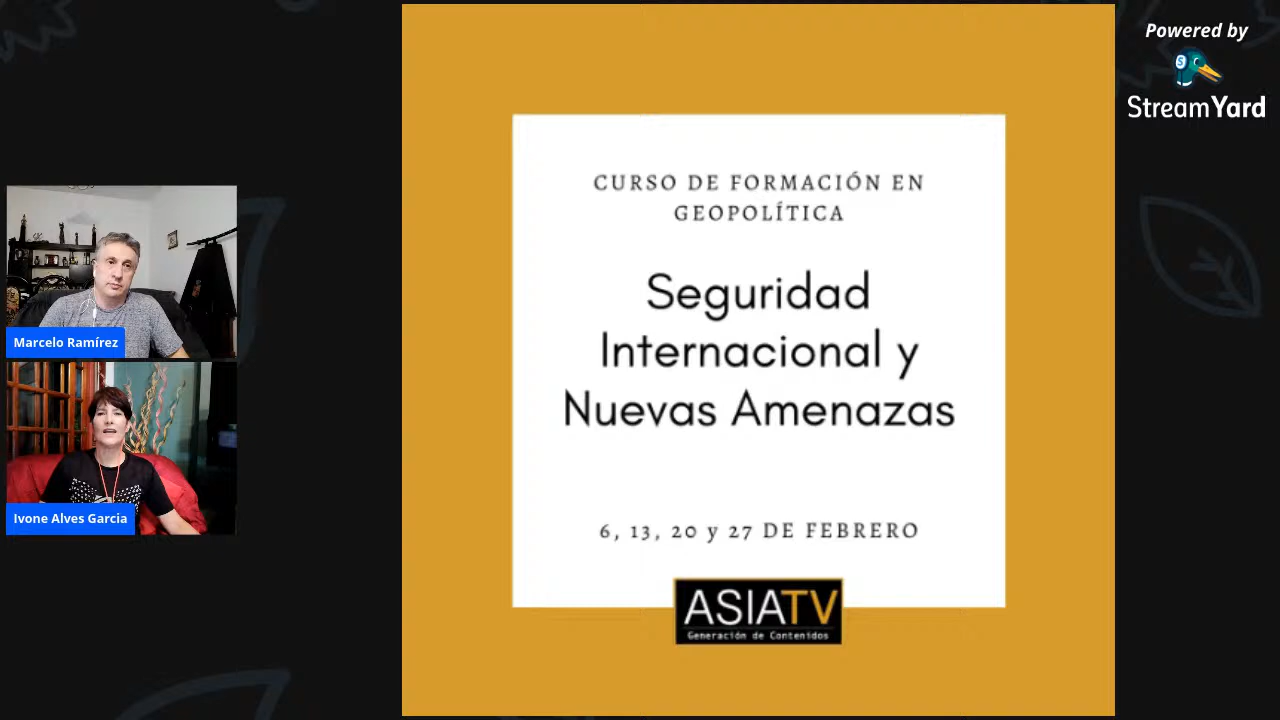 Powered by
StreamYard
CURSO DE FORMACIÓN EN
GEOPOLÍTICA
Seguridad
Internacional y
Nuevas Amenazas
6, 13, 20 y 27 DE FEBRERO
ASIATV
Generación de Contenidos
Marcelo Ramírez
Ivone Alves Garcia